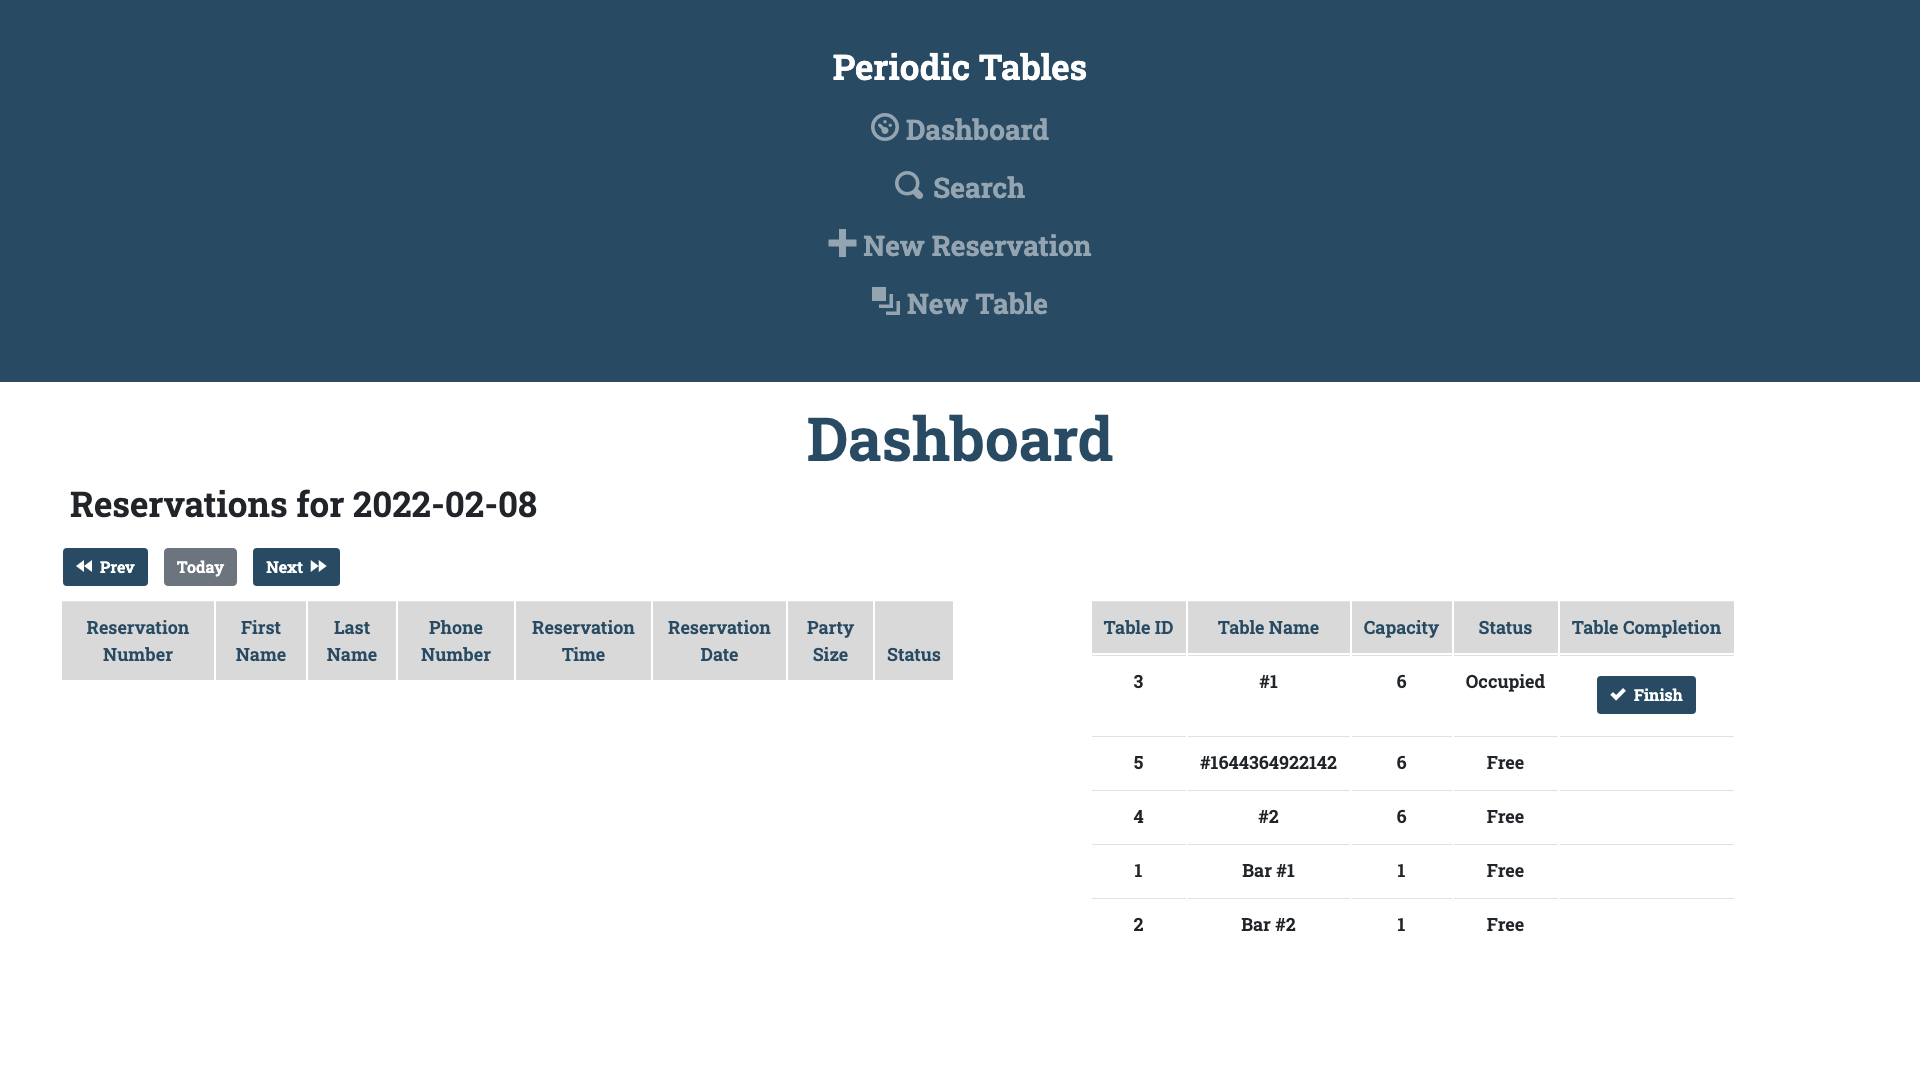 Periodic Tables
Dashboard
Search
New Reservation
New Table
Dashboard
Reservations for 2022-02-08
Prev Today Next
Reservation Number First Name Last Name Phone Number Reservation Time Reservation Date Party Size Status
Table ID Table Name Capacity Status Table Completion
3 #1 6 Occupied Finish
5 #1644364922142 6 Free
4 #2 6 Free
1 Bar #1 1 Free
2 Bar #2 1 Free